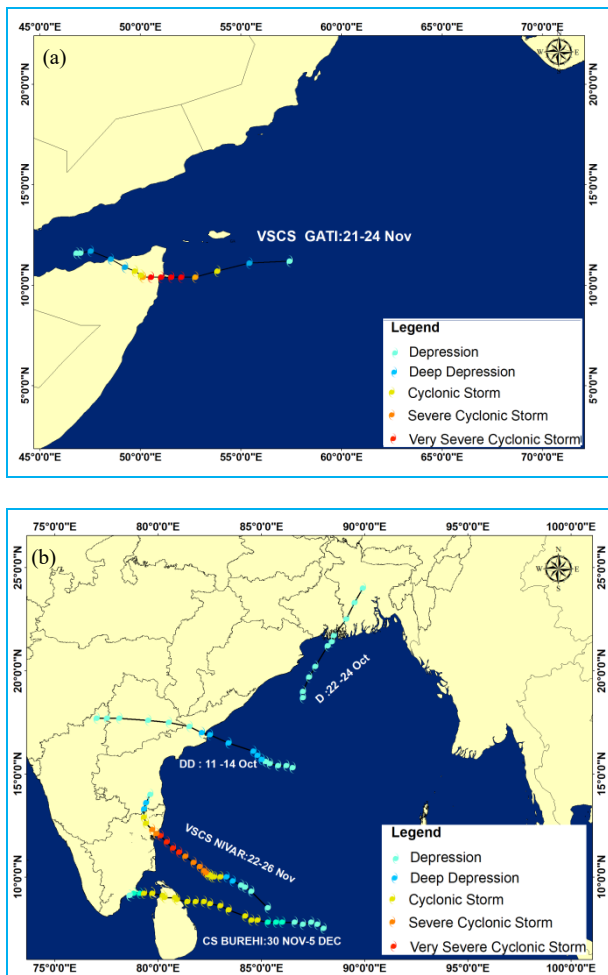 (a)
45°0'0"E 50°0'0"E 55°0'0"E 60°0'0"E 65°0'0"E 70°0'0"E
20°0'0"N 20°0'0"N
15°0'0"N 15°0'0"N
10°0'0"N 10°0'0"N
5°0'0"N 5°0'0"N
W E
VSCS GATI:21-24 Nov
Legend
Depression
Deep Depression
Cyclonic Storm
Severe Cyclonic Storm
Very Severe Cyclonic Storm
45°0'0"E 50°0'0"E 55°0'0"E 60°0'0"E 65°0'0"E 70°0'0"E
(b)
75°0'0"E 80°0'0"E 85°0'0"E 90°0'0"E 95°0'0"E 100°0'0"E
25°0'0"N 25°0'0"N
20°0'0"N 20°0'0"N
15°0'0"N 15°0'0"N
10°0'0"N 10°0'0"N
N
W E
S
D :22 -24 Oct
DD : 11 -14 Oct
VSCS NIVAR:22-26 Nov
CS BUREHI:30 NOV-5 DEC
Legend
Depression
Deep Depression
Cyclonic Storm
Severe Cyclonic Storm
Very Severe Cyclonic Storm
75°0'0"E 80°0'0"E 85°0'0"E 90°0'0"E 95°0'0"E 100°0'0"E